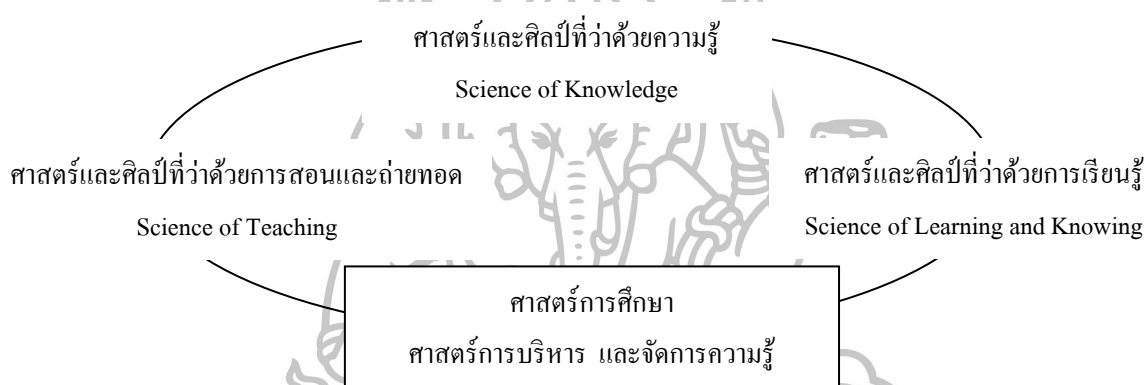 ศาสตร์และศิลป์ที่ว่าด้วยความรู้
Science of Knowledge
ศาสตร์และศิลป์ที่ว่าด้วยการสอนและถ่ายทอด
Science of Teaching
ศาสตร์และศิลป์ที่ว่าด้วยการเรียนรู้
Science of Learning and Knowing
ศาสตร์การศึกษา
ศาสตร์การบริหาร และจัดการความรู้